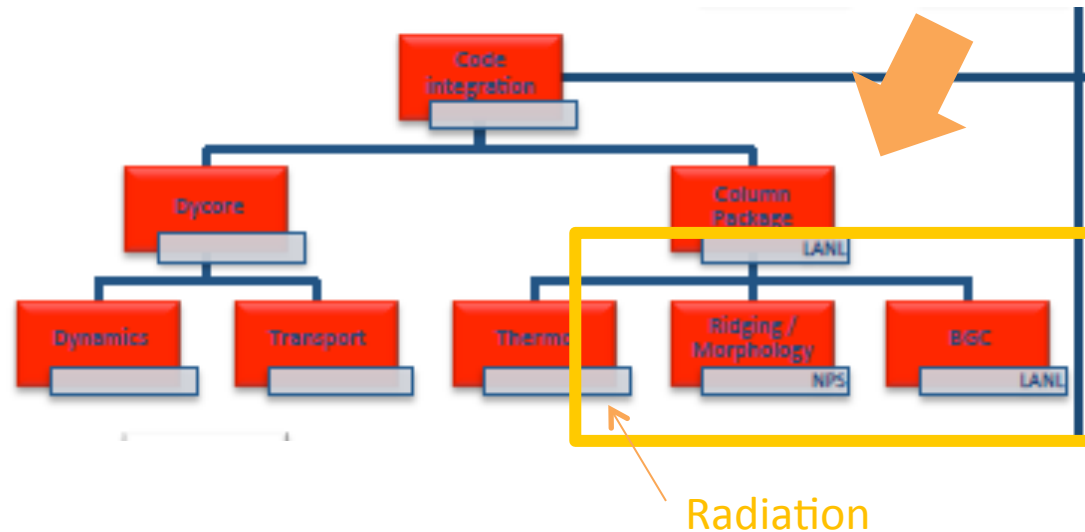 Code
integration
Dycore
Column
Package
LANL
Dynamics
Transport
Thermo
Ridging /
Morphology
NPS
BGC
LANL
Radiation